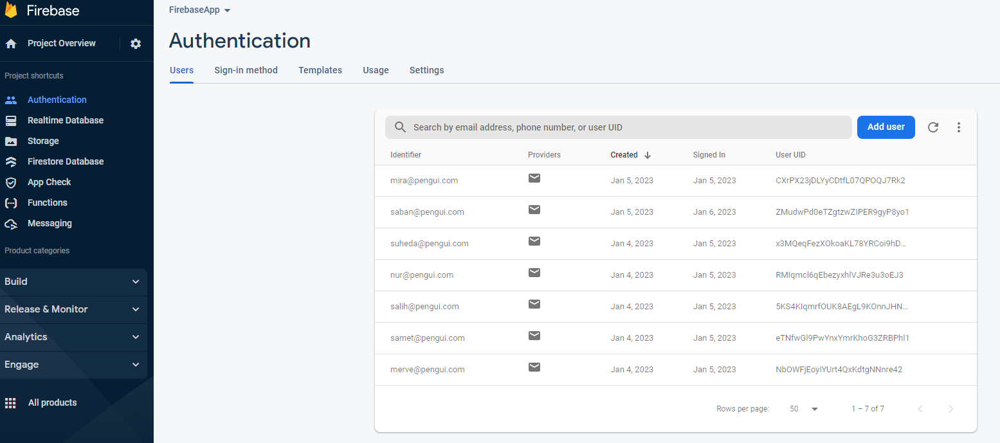 Firebase
Project Overview
Project shortcuts
Authentication
Realtime Database
Storage
Firestore Database
App Check
Functions
Messaging
Product categories
Build
Release & Monitor
Analytics
Engage
All products
FirebaseApp
Authentication
Users Sign-in method Templates Usage Settings
Search by email address, phone number, or user UID Add user
Identifier Providers Created Signed In User UID
mira@pengui.com Jan 5, 2023 Jan 5, 2023 CXrPX23jDLYyCDtfL07QPOQJ7Rk2
saban@pengui.com Jan 5, 2023 Jan 6, 2023 ZMudwPd0eTZgtzwZIPER9gyP8yo1
suheda@pengui.com Jan 4, 2023 Jan 5, 2023 x3MQeqFezXOkoaKL78YRCoi9hD...
nur@pengui.com Jan 4, 2023 Jan 5, 2023 RMIqmcl6qEbezyxhlVJRe3u3oEJ3
salih@pengui.com Jan 4, 2023 Jan 5, 2023 5KS4KIqmrfOUK8AEgL9KOnnJHN...
samet@pengui.com Jan 4, 2023 Jan 5, 2023 eTNfwGl9PwYnxYmrKhoG3ZRBPhl1
merve@pengui.com Jan 4, 2023 Jan 5, 2023 NbOWFjEoyIYUrt4QxKdtgNNnre42
Rows per page: 50 1 – 7 of 7